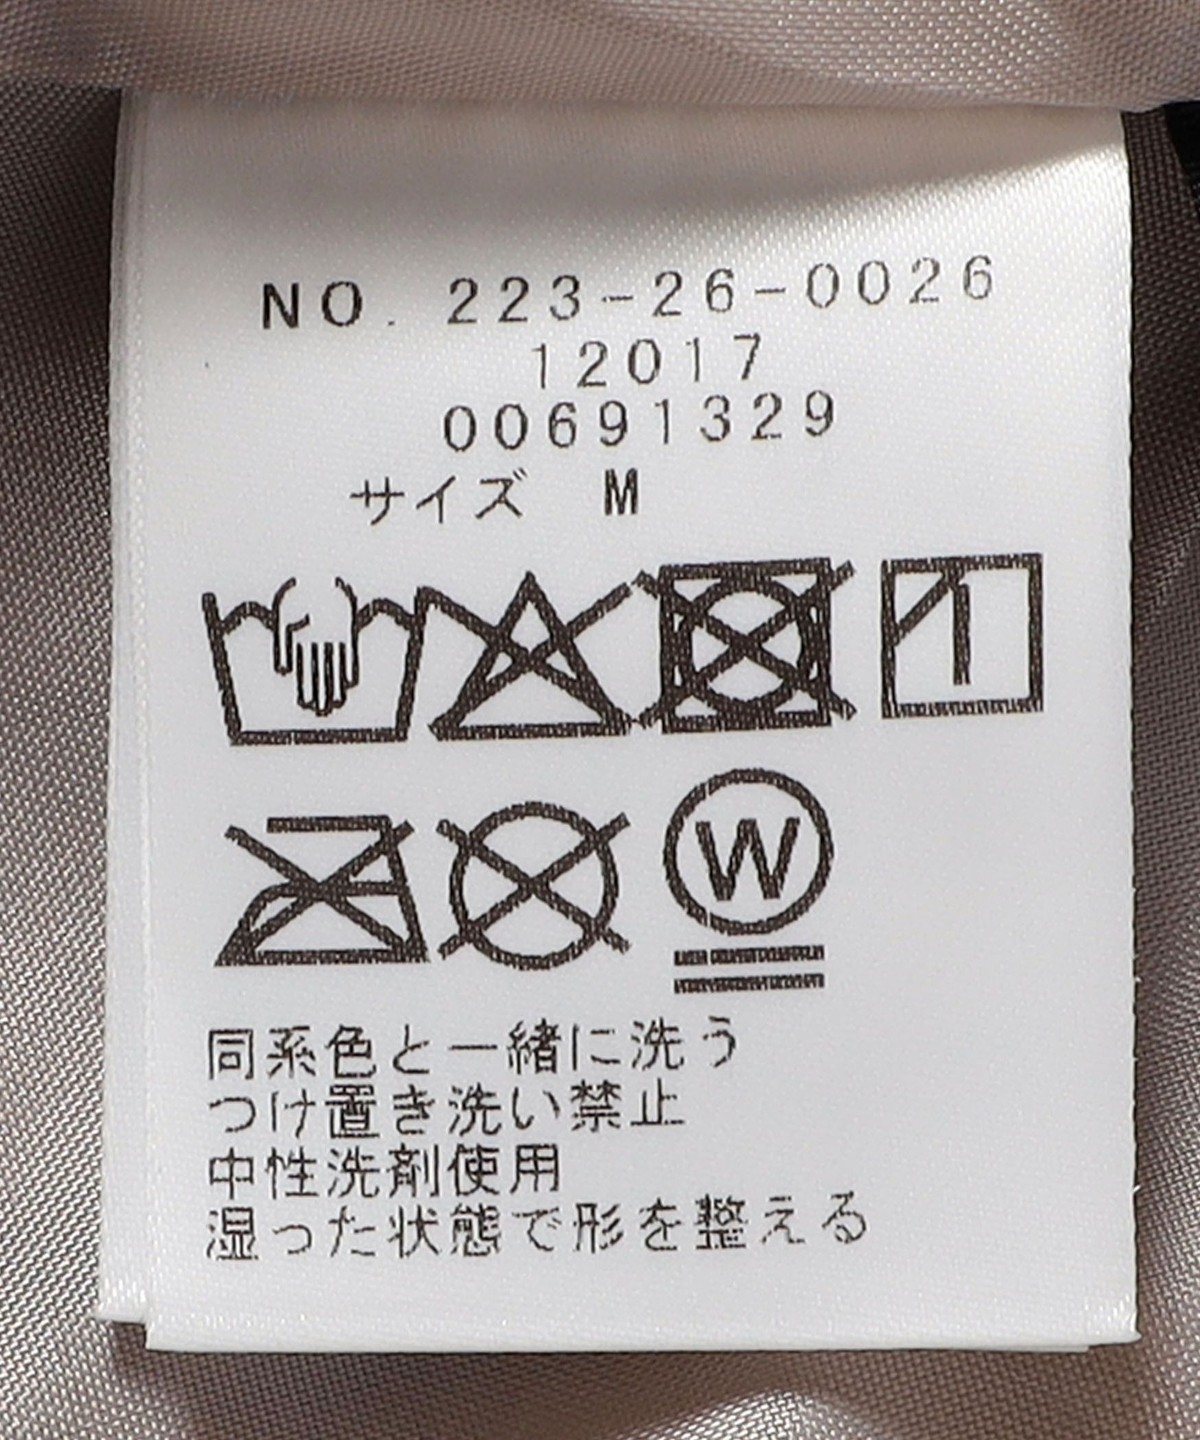 NO. 223-26-0026
12017
00691329
サイズ M
W
同系色と一緒に洗う
つけ置き洗い禁止
中性洗剤使用
湿った状態で形を整える